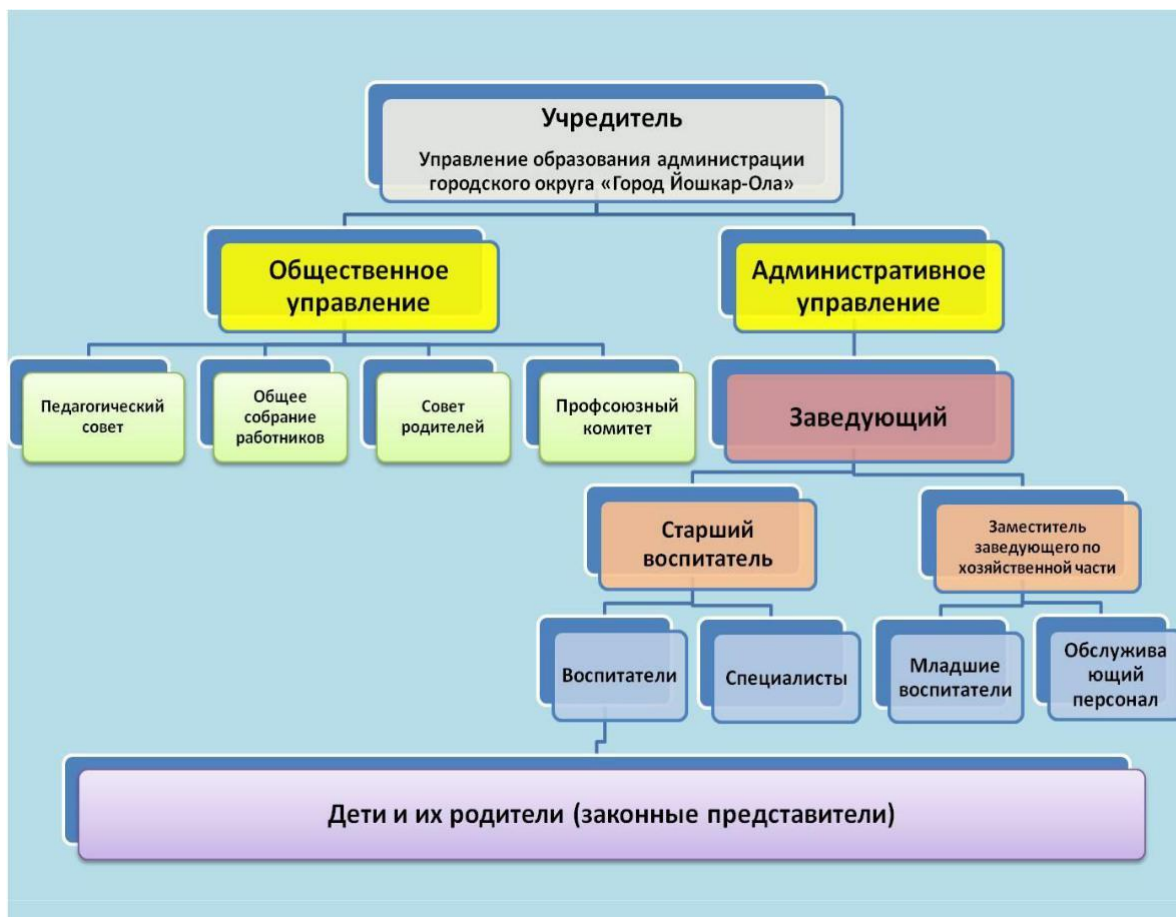 Учредитель
Управление образования администрации
городского округа «Город Йошкар-Ола»
Общественное
управление
Административное
управление
Педагогический
совет
Общее
собрание
работников
Совет
родителей
Профсоюзный
комитет
Заведующий
Старший
воспитатель
Заместитель
заведующего по
хозяйственной части
Воспитатели
Специалисты
Младшие
воспитатели
Обслужива
ющий
персонал
Дети и их родители (законные представители)